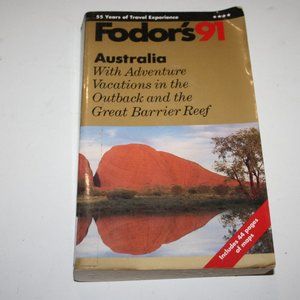 55 Years of Travel Experience
Fodor's91
Australia
With Adventure
Vacations in the
Outback and the
Great Barrier Reef
Includes 44 pages
of maps